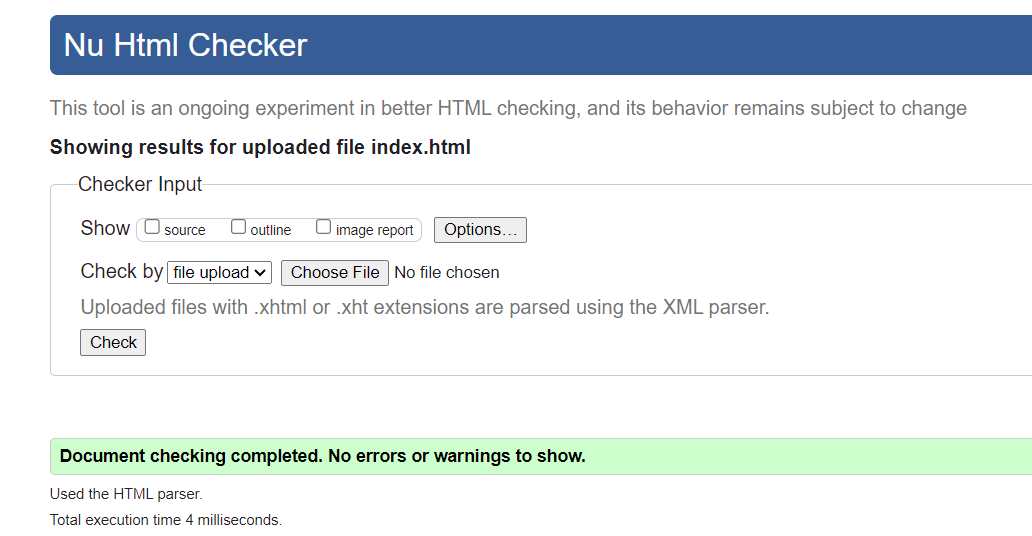 Nu Html Checker
This tool is an ongoing experiment in better HTML checking, and its behavior remains subject to change
Showing results for uploaded file index.html
Checker Input
Show source outline image report Options…
Check by file upload Choose File No file chosen
Uploaded files with .xhtml or .xht extensions are parsed using the XML parser.
Check
Document checking completed. No errors or warnings to show.
Used the HTML parser.
Total execution time 4 milliseconds.